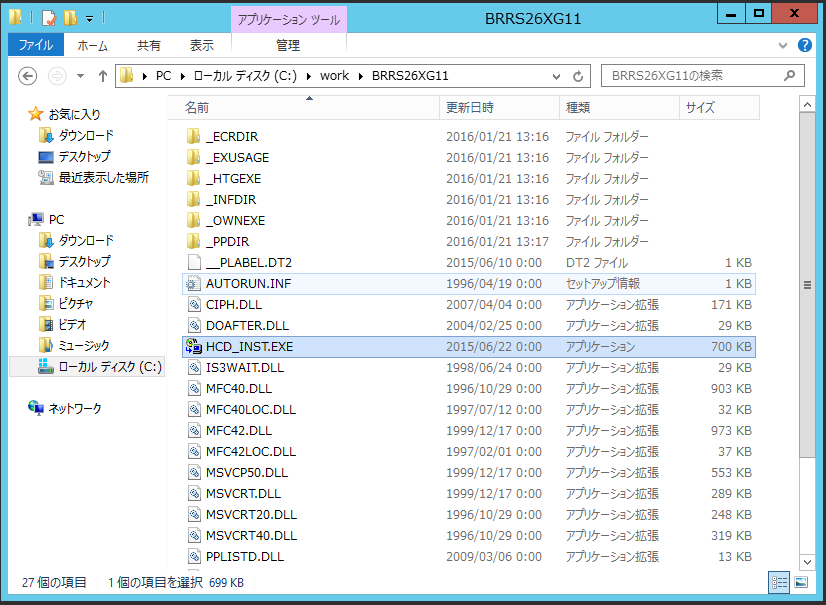 アプリケーション ツール
BRRS26XG11
ファイル ホーム 共有 表示 管理
PC ローカル ディスク (C:) work BRRS26XG11
BRRS26XG11の検索
お気に入り
ダウンロード
デスクトップ
最近表示した場所
PC
ダウンロード
デスクトップ
ドキュメント
ピクチャ
ビデオ
ミュージック
ローカル ディスク (C:)
ネットワーク
名前 更新日時 種類 サイズ
_ECRDIR 2016/01/21 13:16 ファイル フォルダー
_EXUSAGE 2016/01/21 13:16 ファイル フォルダー
_HTGEXE 2016/01/21 13:16 ファイル フォルダー
_INFDIR 2016/01/21 13:16 ファイル フォルダー
_OWNEXE 2016/01/21 13:16 ファイル フォルダー
_PPDIR 2016/01/21 13:17 ファイル フォルダー
__PLABEL.DT2 2015/06/10 0:00 DT2 ファイル 1 KB
AUTORUN.INF 1996/04/19 0:00 セットアップ情報 1 KB
CIPH.DLL 2007/04/04 0:00 アプリケーション拡張 171 KB
DOAFTER.DLL 2004/02/25 0:00 アプリケーション拡張 29 KB
HCD_INST.EXE 2015/06/22 0:00 アプリケーション 700 KB
IS3WAIT.DLL 1998/06/24 0:00 アプリケーション拡張 29 KB
MFC40.DLL 1996/10/29 0:00 アプリケーション拡張 903 KB
MFC40LOC.DLL 1997/07/12 0:00 アプリケーション拡張 32 KB
MFC42.DLL 1999/12/17 0:00 アプリケーション拡張 973 KB
MFC42LOC.DLL 1997/02/01 0:00 アプリケーション拡張 37 KB
MSVCP50.DLL 1999/12/17 0:00 アプリケーション拡張 553 KB
MSVCRT.DLL 1999/12/17 0:00 アプリケーション拡張 289 KB
MSVCRT20.DLL 1996/10/29 0:00 アプリケーション拡張 248 KB
MSVCRT40.DLL 1996/10/29 0:00 アプリケーション拡張 319 KB
PPLISTD.DLL 2009/03/06 0:00 アプリケーション拡張 13 KB
27 個の項目 1 個の項目を選択 699 KB